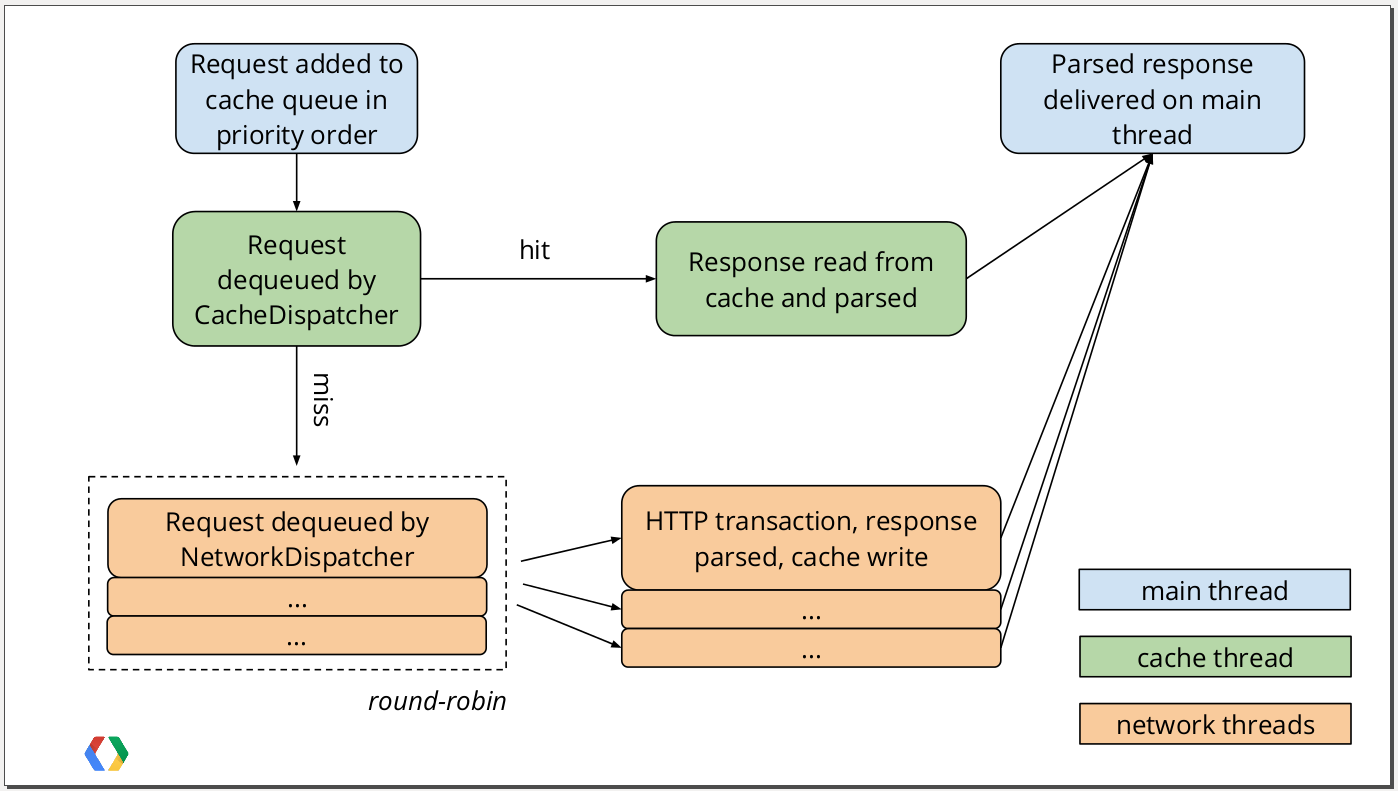 Request added to
cache queue in
priority order
Parsed response
delivered on main
thread
Request
dequeued by
CacheDispatcher
hit
Response read from
cache and parsed
miss
Request dequeued by
NetworkDispatcher
...
...
HTTP transaction, response
parsed, cache write
...
...
round-robin
main thread
cache thread
network threads